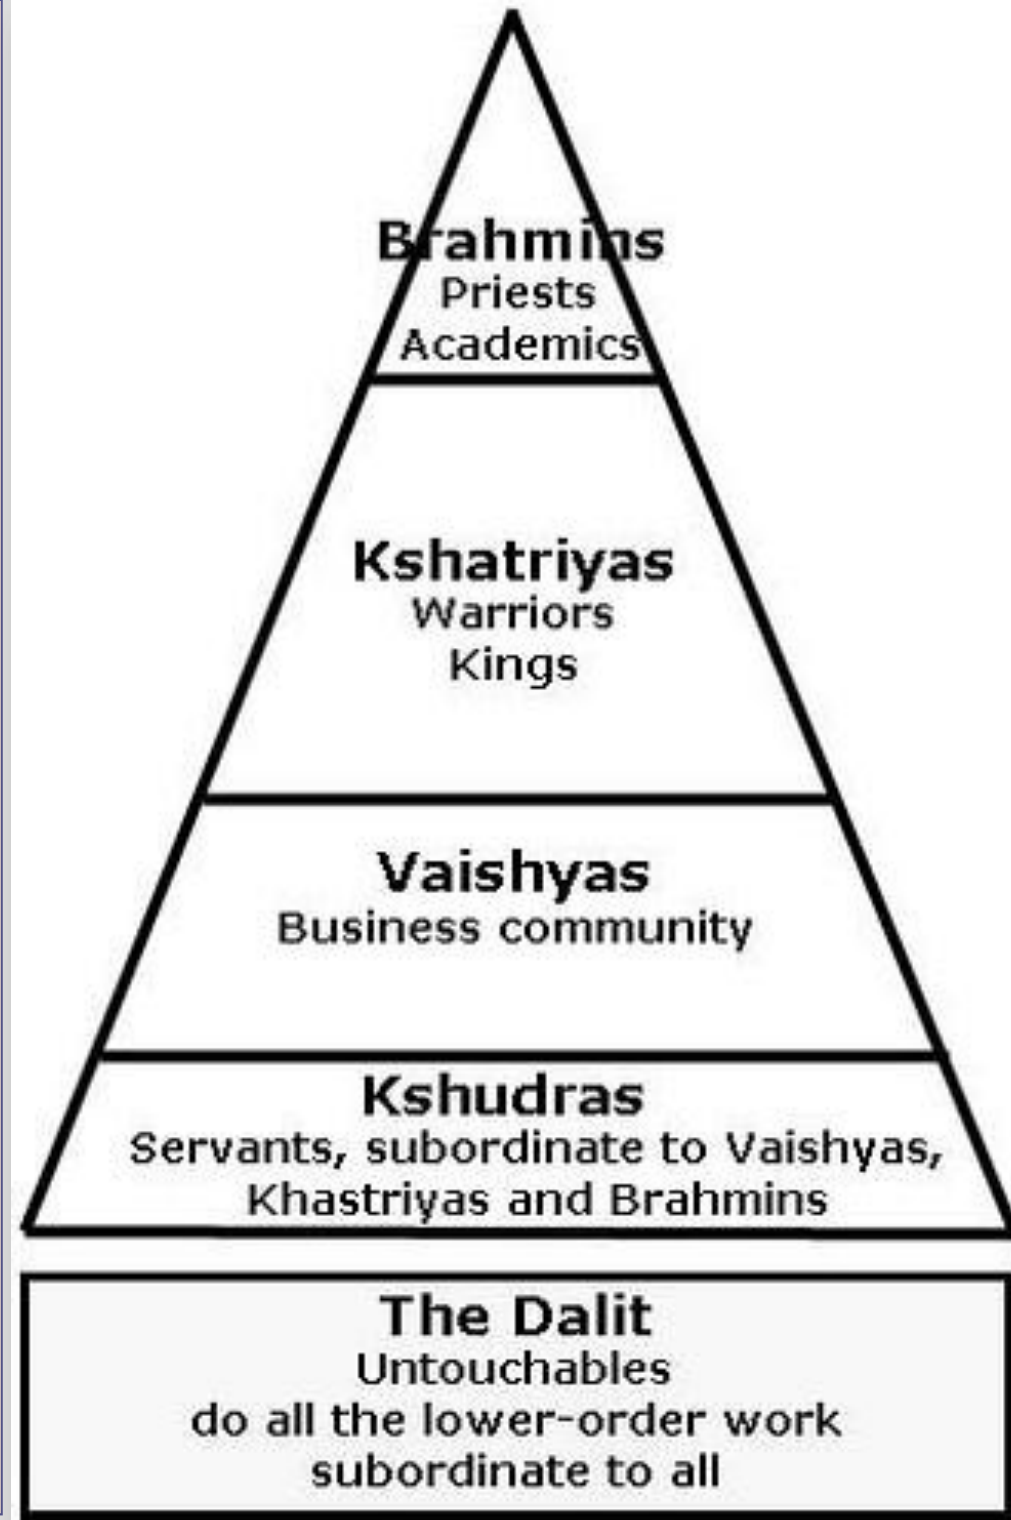 Brahmins
Priests
Academics
Kshatriyas
Warriors
Kings
Vaishyas
Business community
Kshudras
Servants, subordinate to Vaishyas,
Khastriyas and Brahmins
The Dalit
Untouchables
do all the lower-order work
subordinate to all